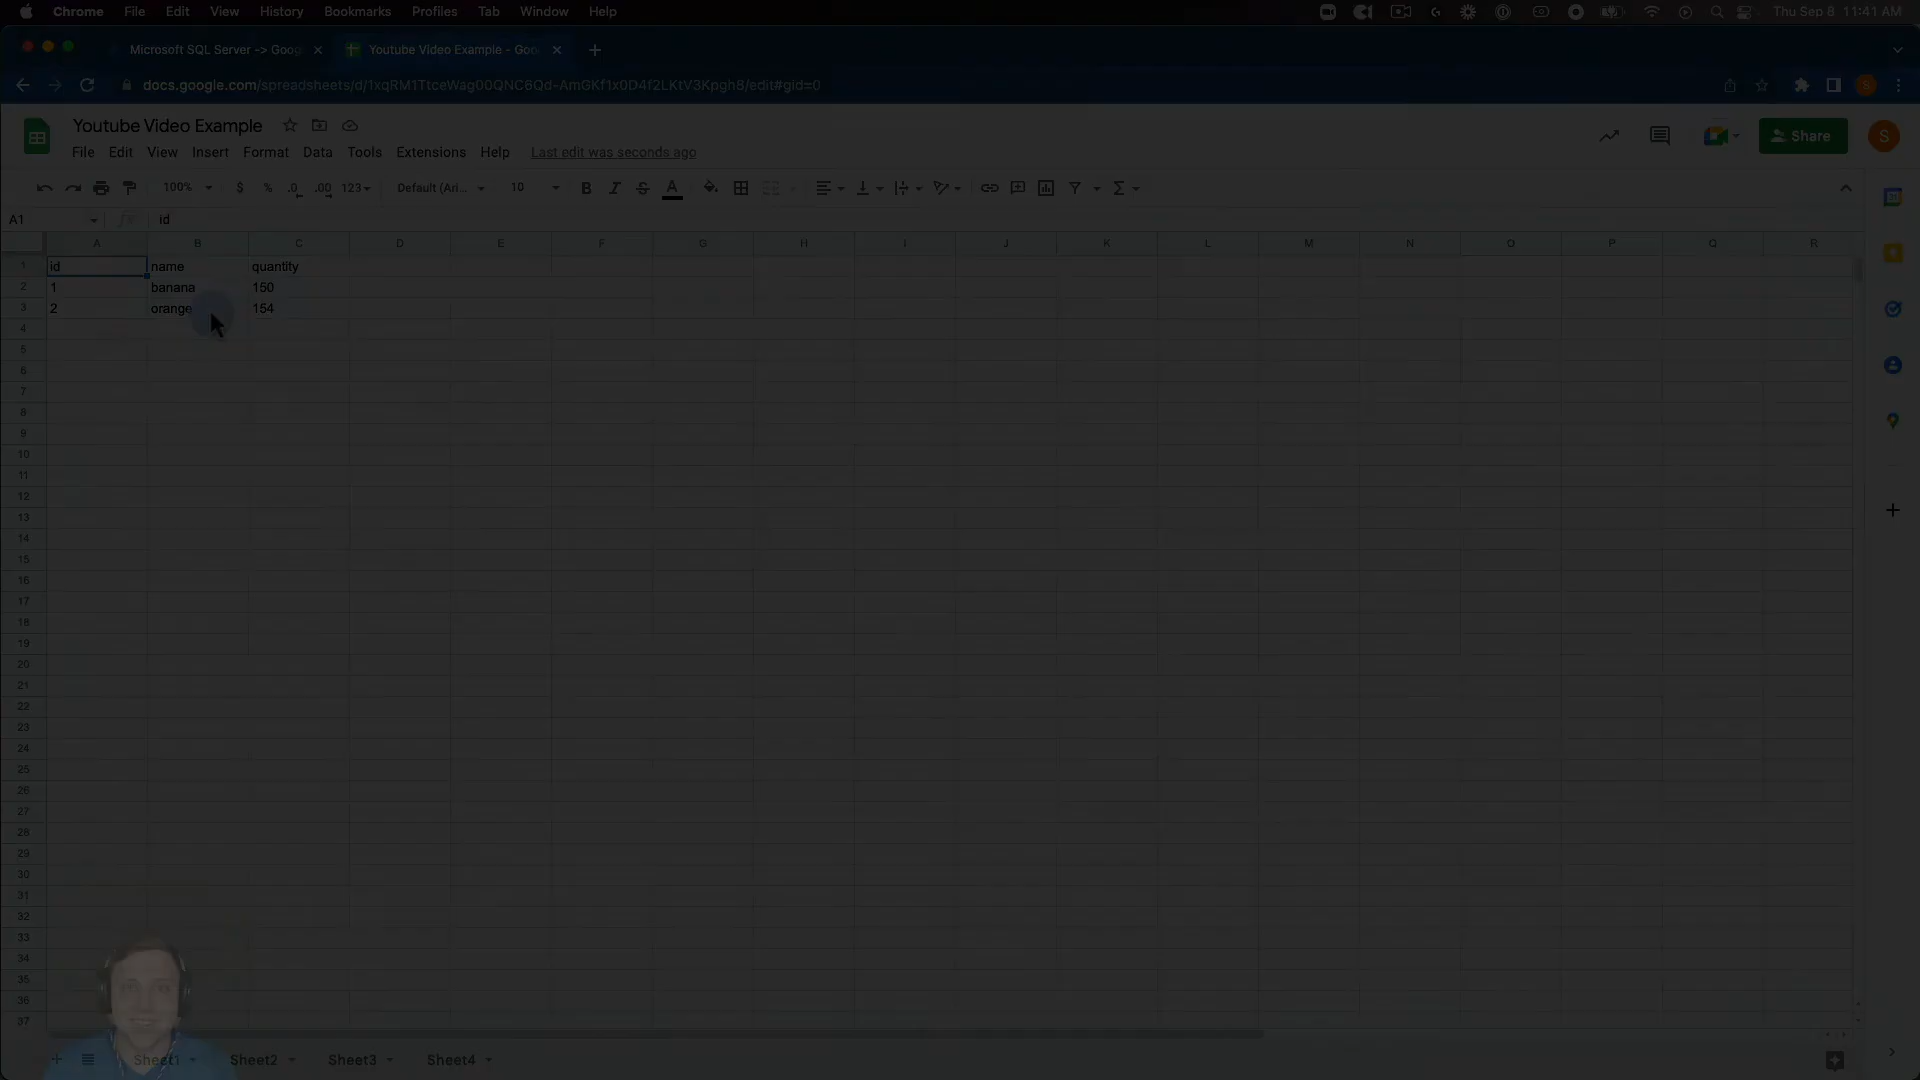 Chrome File Edit View History Bookmarks Profiles Tab Window Help Thu Sep 8 11:41 AM
Microsoft SQL Server -> Goog Youtube Video Example - Goo
docs.google.com/spreadsheets/d/1xqRM1TtceWag00QNC6Qd-AmGKf1x0D4f2LKtV3Kpgh8/edit#gid=0
Youtube Video Example
File Edit View Insert Format Data Tools Extensions Help Last edit was seconds ago
Share
S
100% $ % .0 .00 123 Default (Ari... 10 B I S A
A1 fx id
A B C D E F G H I J K L M N O P Q R
1 id name quantity
2 1 banana 150
3 2 orange 154
4
5
6
7
8
9
10
11
12
13
14
15
16
17
18
19
20
21
22
23
24
25
26
27
28
29
30
31
32
33
34
35
36
37
Sheet1 Sheet2 Sheet3 Sheet4